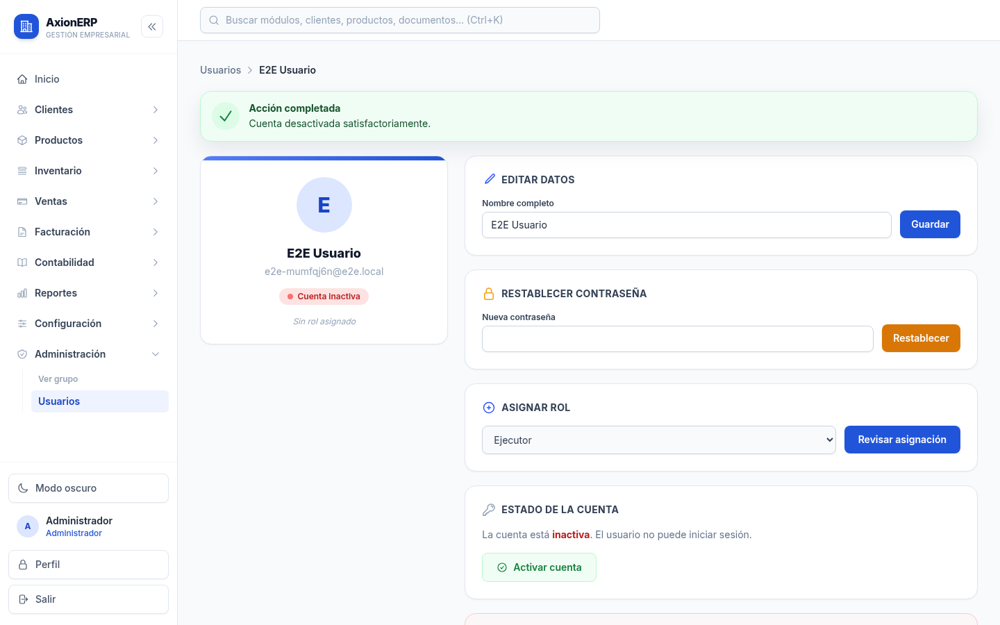 AxionERP
GESTIÓN EMPRESARIAL
Inicio
Clientes
Productos
Inventario
Ventas
Facturación
Contabilidad
Reportes
Configuración
Administración
Ver grupo
Usuarios
Modo oscuro
A
Administrador
Administrador
Perfil
Salir
Buscar módulos, clientes, productos, documentos... (Ctrl+K)
Usuarios
E2E Usuario
Acción completada
Cuenta desactivada satisfactoriamente.
E
E2E Usuario
e2e-mumfqj6n@e2e.local
Cuenta inactiva
Sin rol asignado
EDITAR DATOS
Nombre completo
E2E Usuario
Guardar
RESTABLECER CONTRASEÑA
Nueva contraseña
Restablecer
ASIGNAR ROL
Ejecutor
Revisar asignación
ESTADO DE LA CUENTA
La cuenta está inactiva. El usuario no puede iniciar sesión.
Activar cuenta